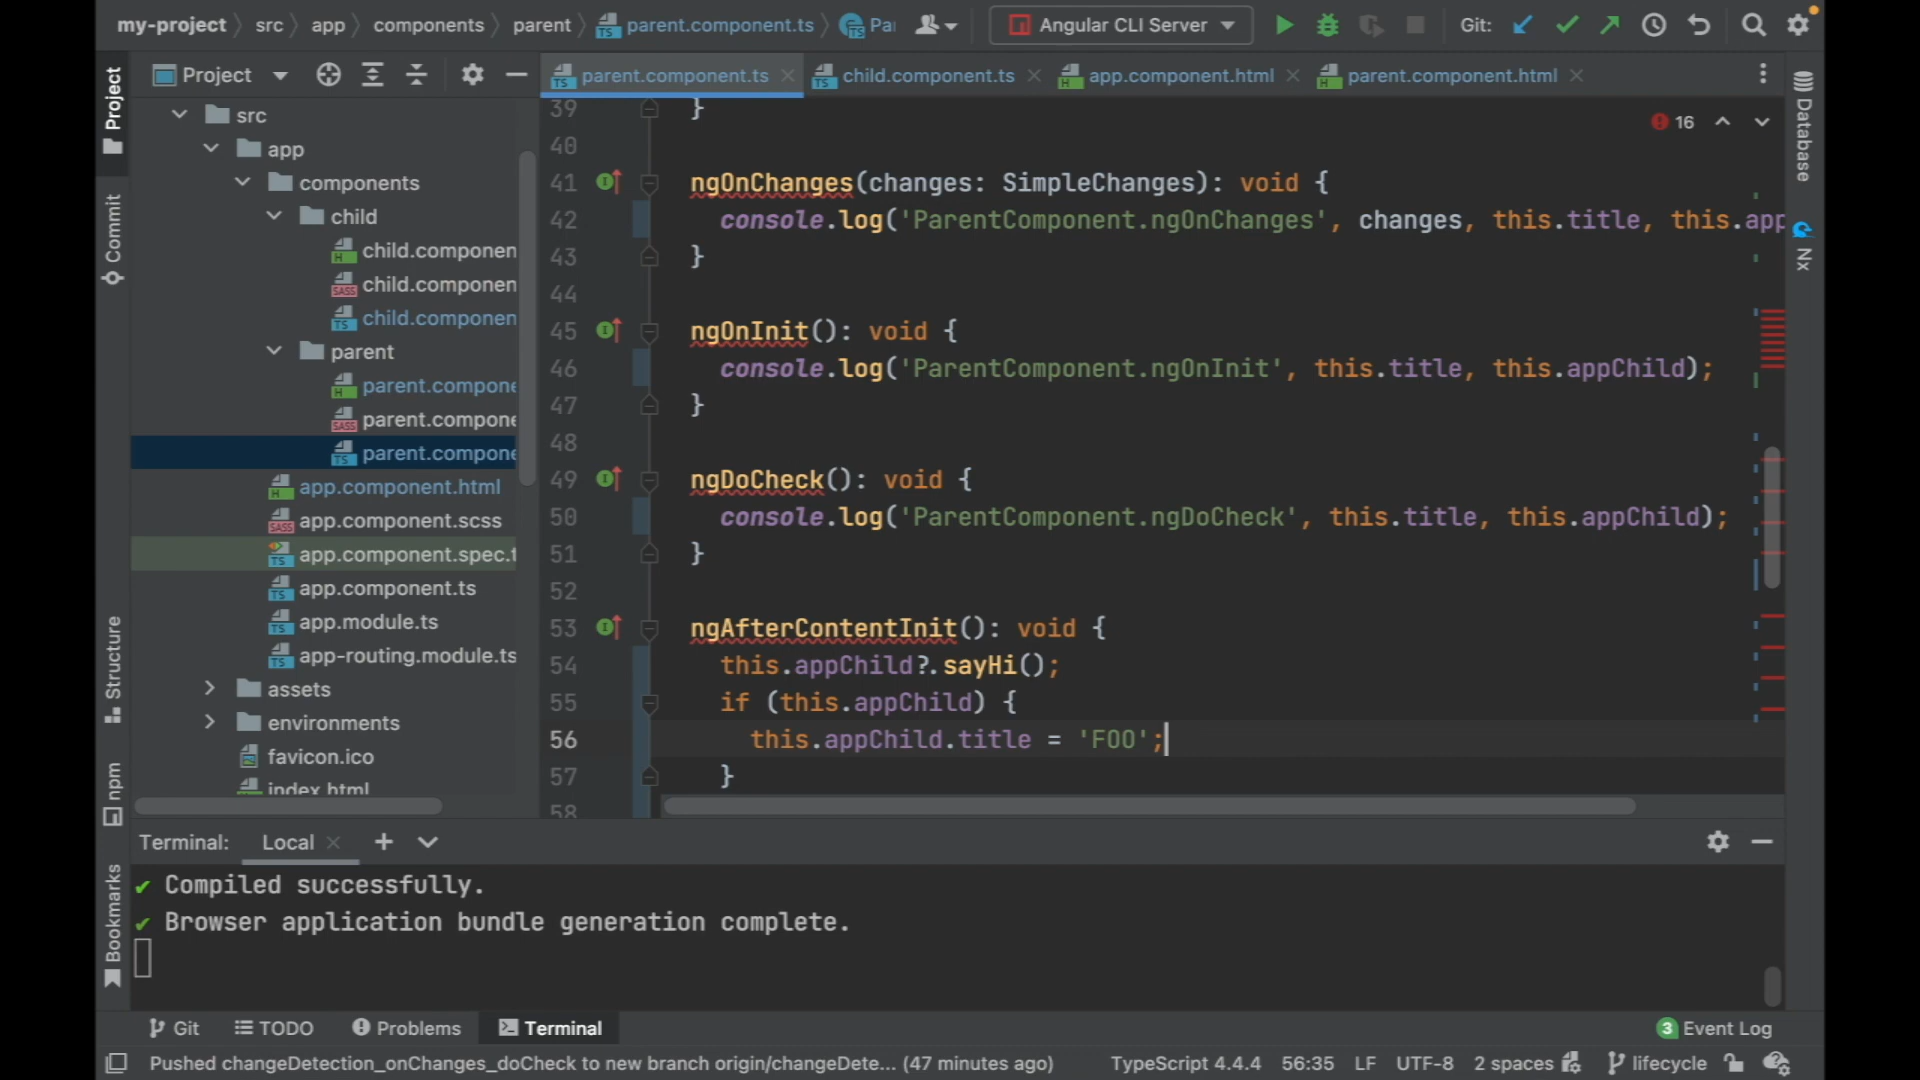 my-project src app components parent parent.component.ts Pa Angular CLI Server Git:
Project
parent.component.ts child.component.ts app.component.html parent.component.html
Project
Commit
Structure
npm
Bookmarks
Database
Nx
src
app
components
child
child.componen
child.componen
child.componen
parent
parent.compone
parent.compone
parent.compone
app.component.html
app.component.scss
app.component.spec.t
app.component.ts
app.module.ts
app-routing.module.ts
assets
environments
favicon.ico
index.html
16
39 }
40
41 ngOnChanges(changes: SimpleChanges): void {
42 console.log('ParentComponent.ngOnChanges', changes, this.title, this.app
43 }
44
45 ngOnInit(): void {
46 console.log('ParentComponent.ngOnInit', this.title, this.appChild);
47 }
48
49 ngDoCheck(): void {
50 console.log('ParentComponent.ngDoCheck', this.title, this.appChild);
51 }
52
53 ngAfterContentInit(): void {
54 this.appChild?.sayHi();
55 if (this.appChild) {
56 this.appChild.title = 'FOO';
57 }
58
Terminal: Local
✔ Compiled successfully.
✔ Browser application bundle generation complete.
Git TODO Problems Terminal 3 Event Log
Pushed changeDetection_onChanges_doCheck to new branch origin/changeDete... (47 minutes ago) TypeScript 4.4.4 56:35 LF UTF-8 2 spaces lifecycle